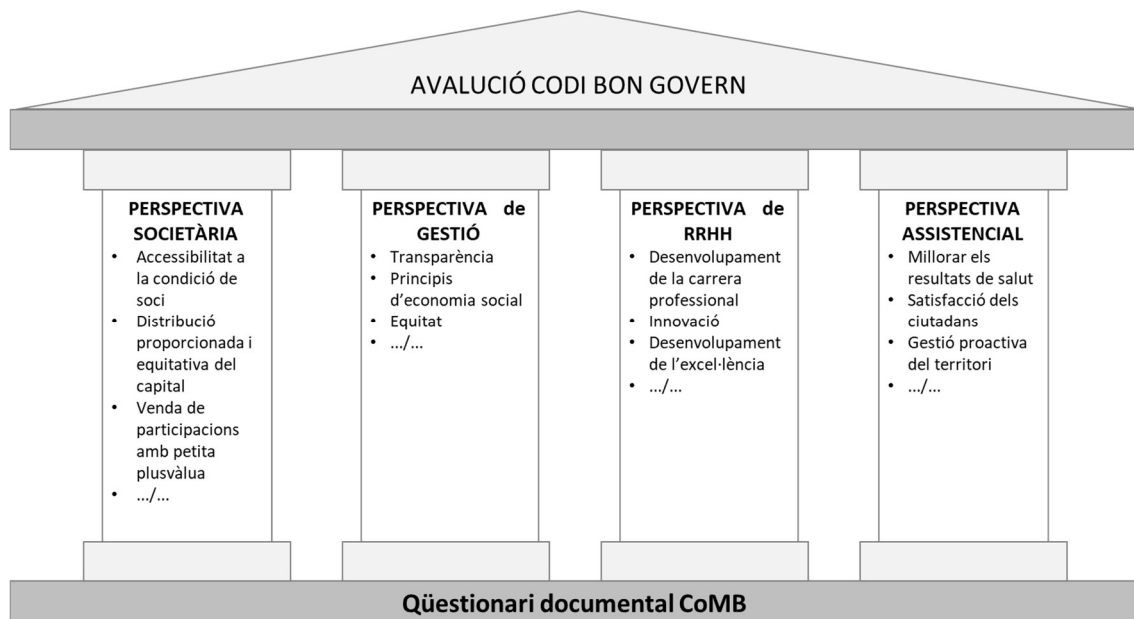 AVALUCIÓ CODI BON GOVERN
PERSPECTIVA
SOCIETÀRIA
• Accessibilitat a
la condició de
soci
• Distribució
proporcionada i
equitativa del
capital
• Venda de
participacions
amb petita
plusvàlua
• .../...
PERSPECTIVA de
GESTIÓ
• Transparència
• Principis
d'economia social
• Equitat
• .../...
PERSPECTIVA de
RRHH
• Desenvolupament
de la carrera
professional
• Innovació
• Desenvolupament
de l'excel·lència
• .../...
PERSPECTIVA
ASSISTENCIAL
• Millorar els
resultats de salut
• Satisfacció dels
ciutadans
• Gestió proactiva
del territori
• .../...
Qüestionari documental CoMB